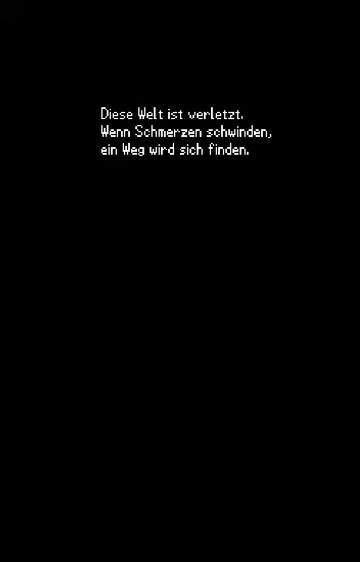 Diese Welt ist verletzt.
Wenn Schmerzen schwinden,
ein Weg wird sich finden.